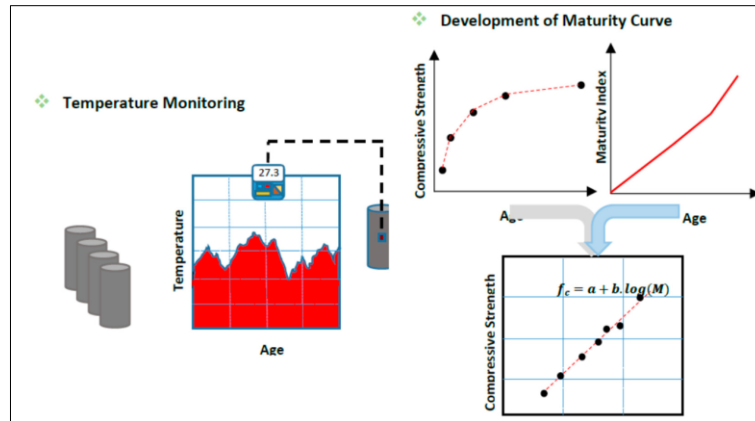 Development of Maturity Curve
Temperature Monitoring
27.3
Temperature
Age
Compressive Strength
Age
Maturity Index
Age
f_c = a + b.log(M)
Compressive Strength